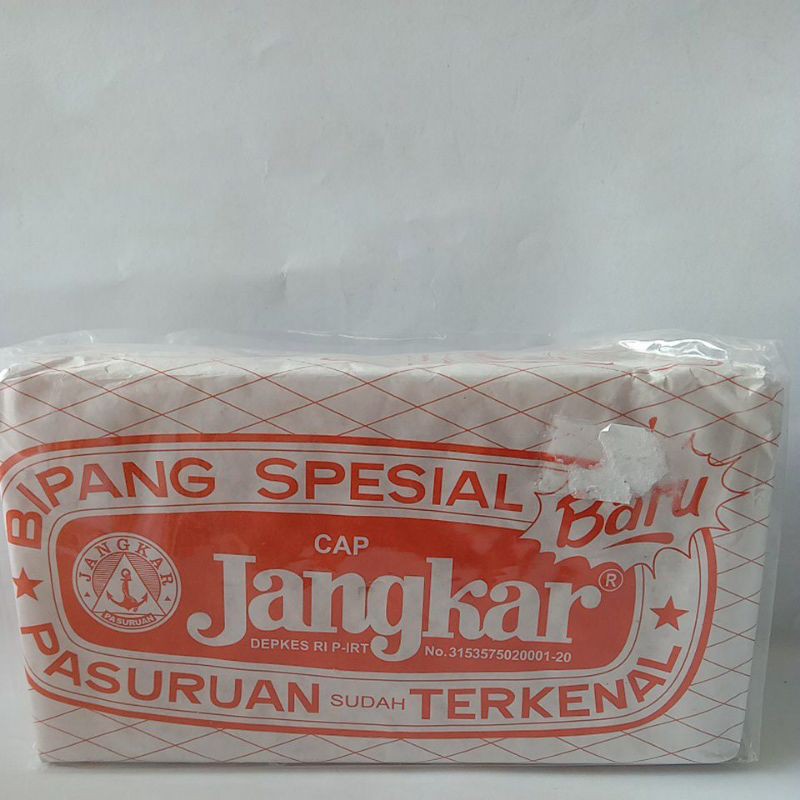 BIPANG SPESIAL
Baru
CAP
Jangkar®
JANGKAR
PASURUAN
DEPKES RI P-IRT No. 3153575020001-20
PASURUAN SUDAH TERKENAL